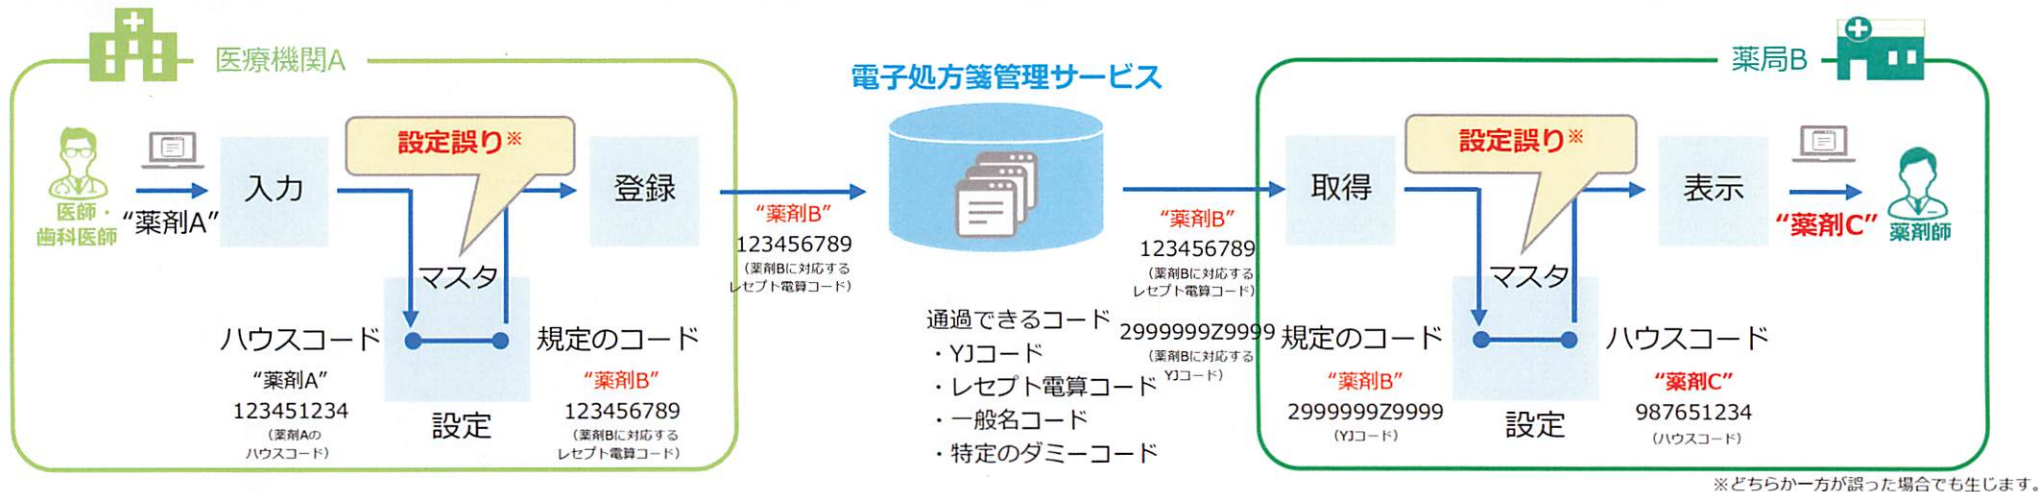 医療機関A
医師・
歯科医師
“薬剤A”
入力
設定誤り※
登録
マスタ
ハウスコード
“薬剤A”
123451234
（薬剤Aの
ハウスコード）
設定
規定のコード
“薬剤B”
123456789
（薬剤Bに対応する
レセプト電算コード）
“薬剤B”
123456789
（薬剤Bに対応する
レセプト電算コード）
電子処方箋管理サービス
通過できるコード
・YJコード
・レセプト電算コード
・一般名コード
・特定のダミーコード
“薬剤B”
123456789
（薬剤Bに対応する
レセプト電算コード）
2999999Z9999
（薬剤Bに対応する
YJコード）
薬局B
取得
設定誤り※
表示
“薬剤C”
薬剤師
マスタ
規定のコード
“薬剤B”
2999999Z9999
（YJコード）
設定
ハウスコード
“薬剤C”
987651234
（ハウスコード）
※どちらか一方が誤った場合でも生じます。